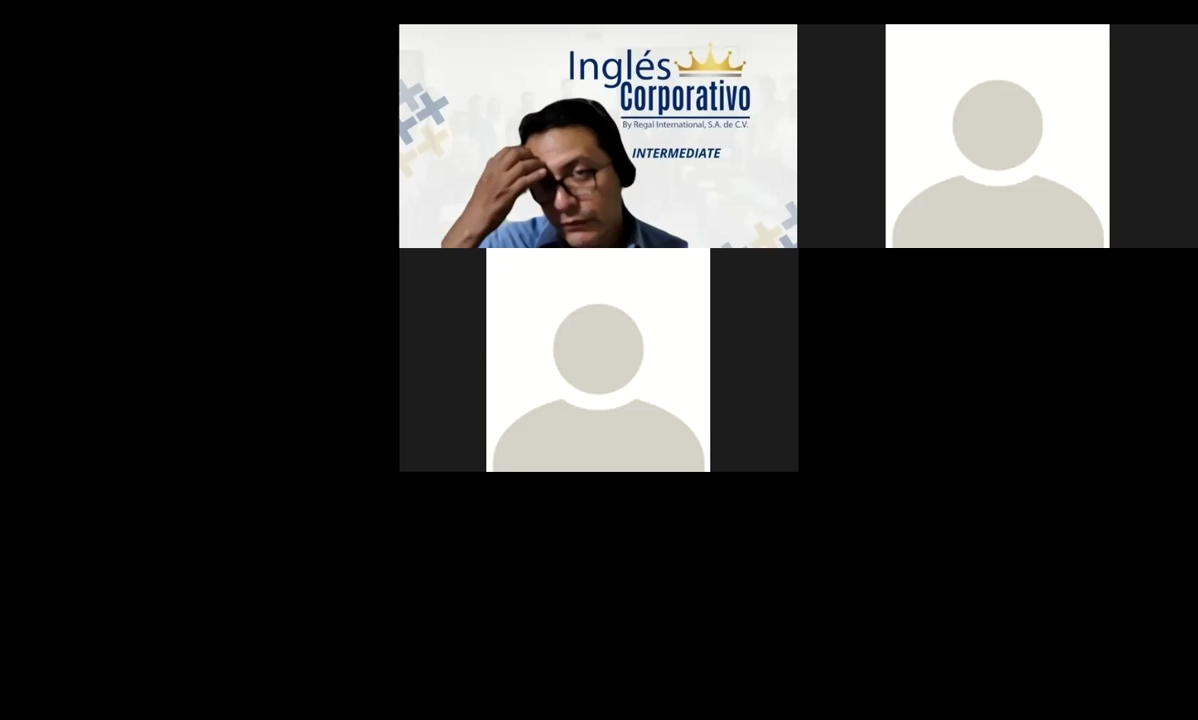 Inglés
Corporativo
By Regal International, S.A. de C.V.
INTERMEDIATE